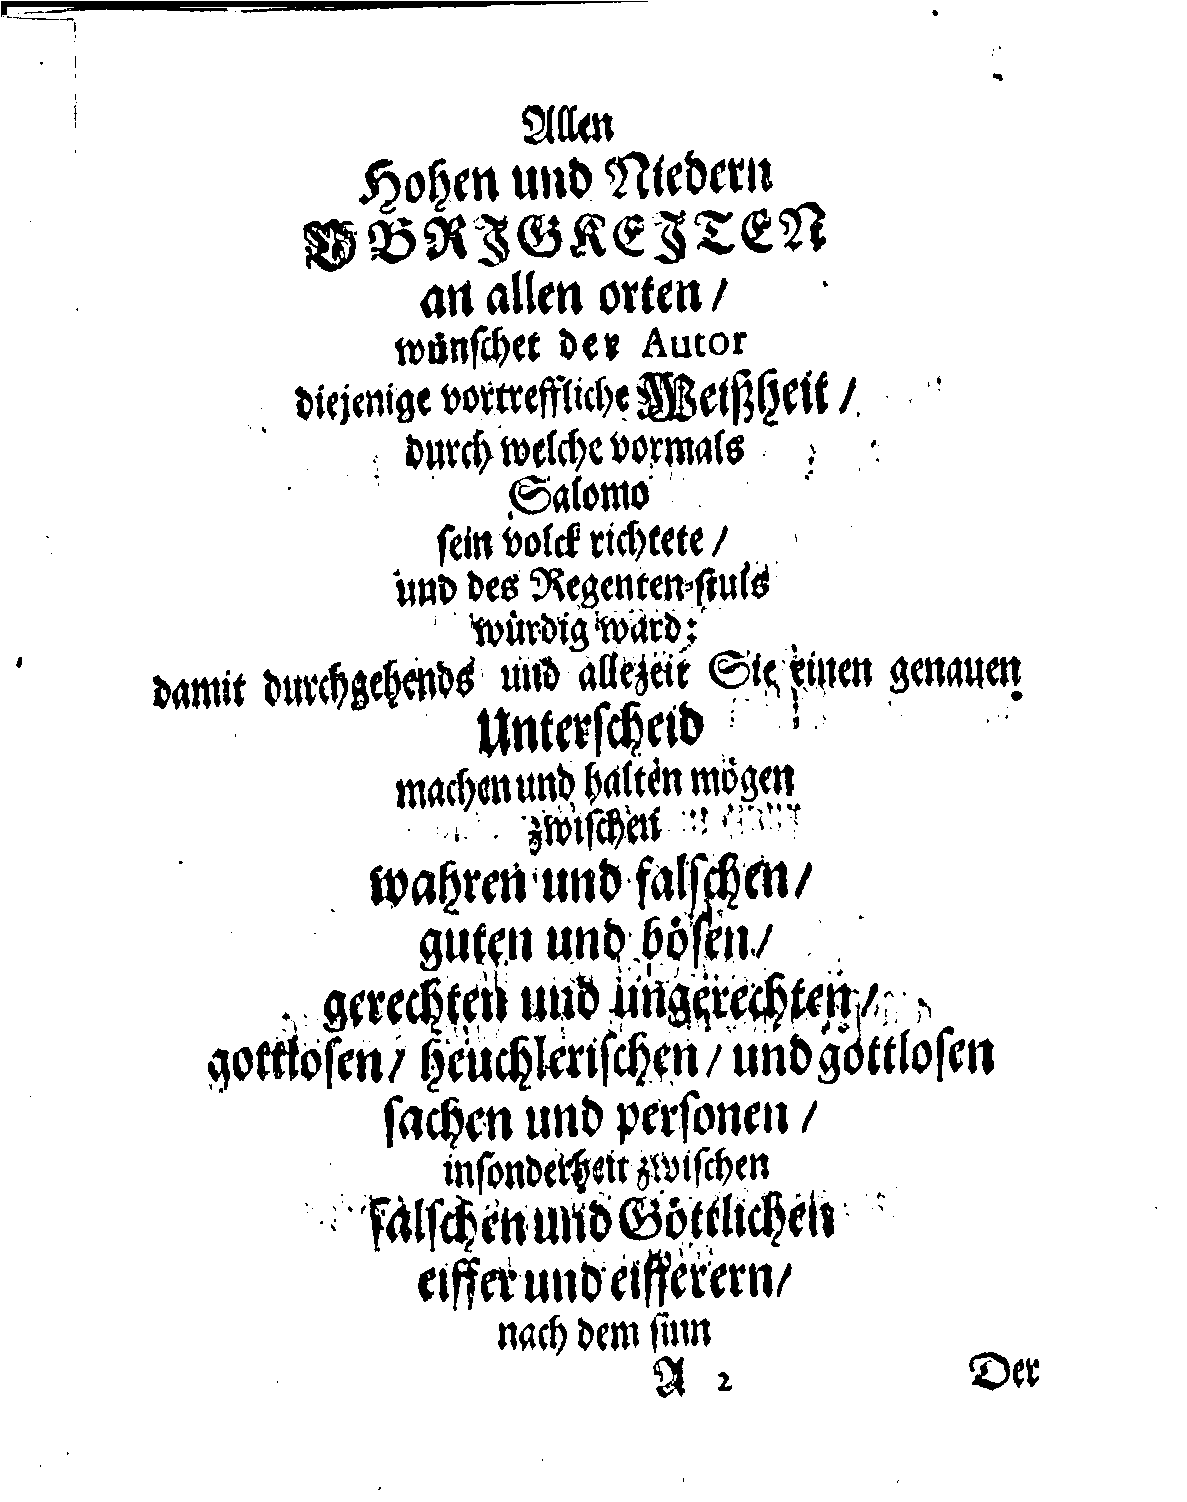 Allen
Hohen und Niedern
OBRIGKEITEN
an allen orten /
wünschet der Autor
diejenige vortreffliche Weißheit /
durch welche vormals
Salomo
sein volck richtete /
und des Regenten-stuls
würdig ward:
damit durchgehends und allezeit Sie einen genauen
Unterscheid
machen und halten mögen
zwischen
wahren und falschen /
guten und bösen /
gerechten und ungerechten /
gottlosen / heuchlerischen / und gottlosen
sachen und personen /
insonderheit zwischen
falschen und Göttlichen
eiffer und eifferern /
nach dem sinn
A 2 Der